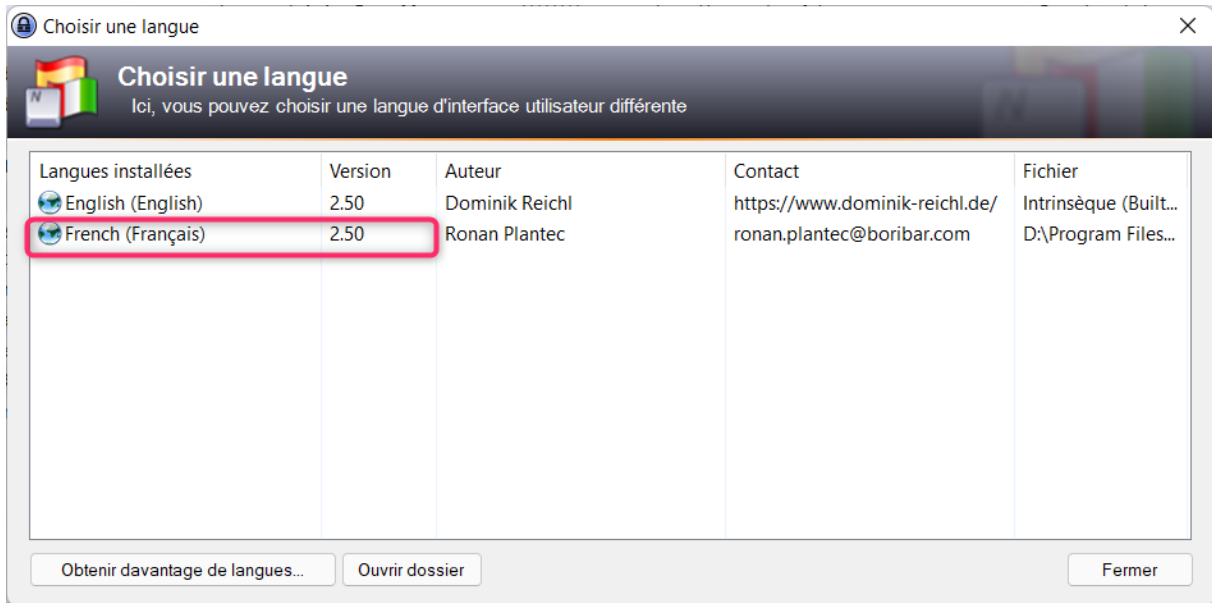 Choisir une langue
Choisir une langue
Ici, vous pouvez choisir une langue d'interface utilisateur différente
N
Langues installées Version Auteur Contact Fichier
English (English) 2.50 Dominik Reichl https://www.dominik-reichl.de/ Intrinsèque (Built...
French (Français) 2.50 Ronan Plantec ronan.plantec@boribar.com D:\Program Files...
Obtenir davantage de langues... Ouvrir dossier Fermer